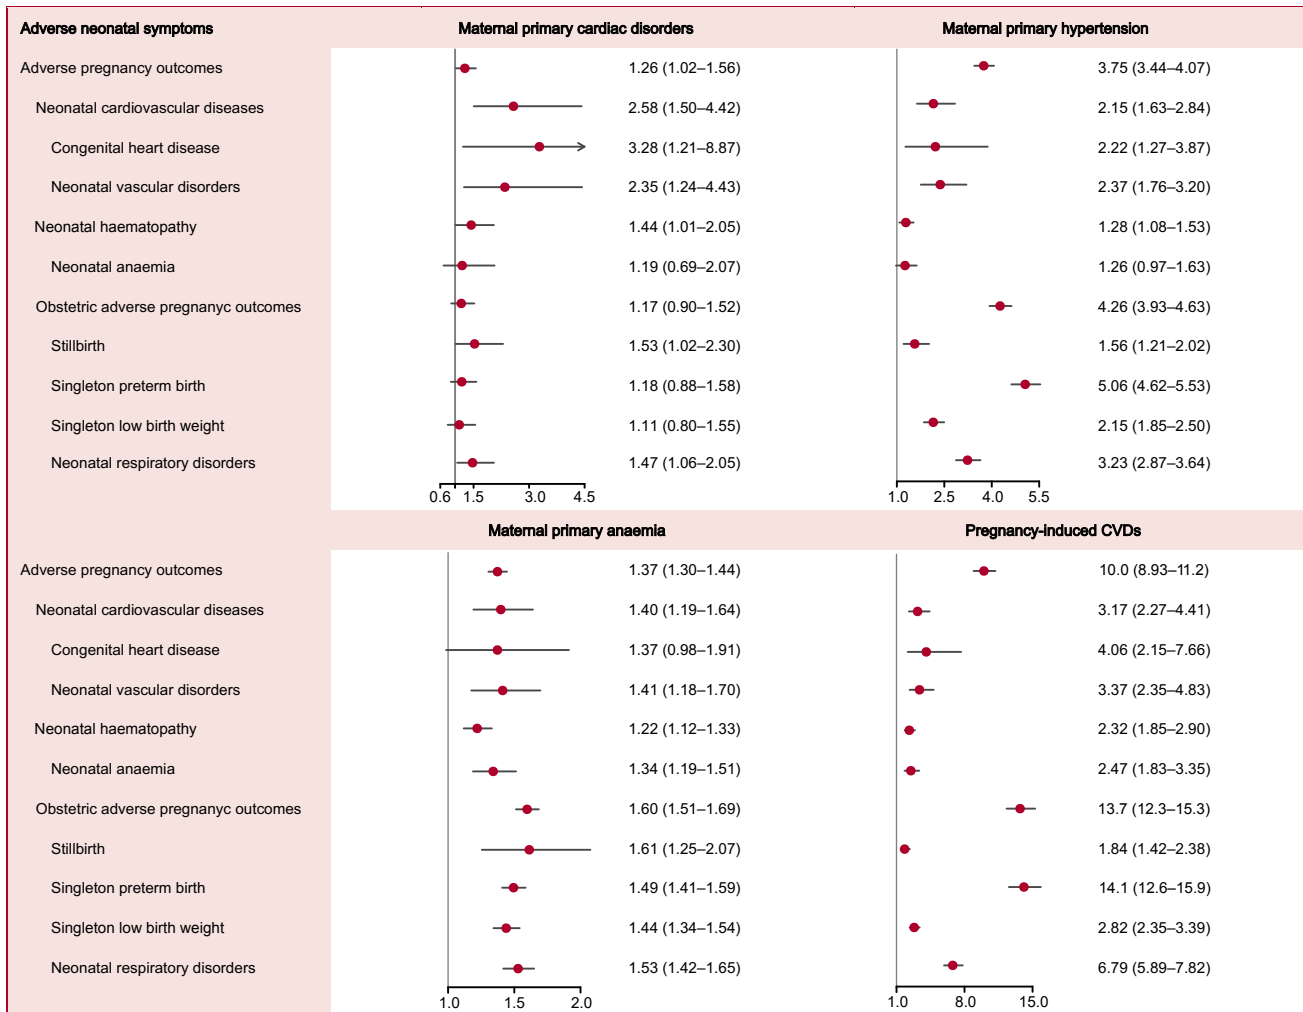 Adverse neonatal symptoms Maternal primary cardiac disorders Maternal primary hypertension
Adverse pregnancy outcomes 1.26 (1.02–1.56) 3.75 (3.44–4.07)
Neonatal cardiovascular diseases 2.58 (1.50–4.42) 2.15 (1.63–2.84)
Congenital heart disease 3.28 (1.21–8.87) 2.22 (1.27–3.87)
Neonatal vascular disorders 2.35 (1.24–4.43) 2.37 (1.76–3.20)
Neonatal haematopathy 1.44 (1.01–2.05) 1.28 (1.08–1.53)
Neonatal anaemia 1.19 (0.69–2.07) 1.26 (0.97–1.63)
Obstetric adverse pregnanyc outcomes 1.17 (0.90–1.52) 4.26 (3.93–4.63)
Stillbirth 1.53 (1.02–2.30) 1.56 (1.21–2.02)
Singleton preterm birth 1.18 (0.88–1.58) 5.06 (4.62–5.53)
Singleton low birth weight 1.11 (0.80–1.55) 2.15 (1.85–2.50)
Neonatal respiratory disorders 1.47 (1.06–2.05) 3.23 (2.87–3.64)
0.6 1.5 3.0 4.5 1.0 2.5 4.0 5.5
Maternal primary anaemia Pregnancy-induced CVDs
Adverse pregnancy outcomes 1.37 (1.30–1.44) 10.0 (8.93–11.2)
Neonatal cardiovascular diseases 1.40 (1.19–1.64) 3.17 (2.27–4.41)
Congenital heart disease 1.37 (0.98–1.91) 4.06 (2.15–7.66)
Neonatal vascular disorders 1.41 (1.18–1.70) 3.37 (2.35–4.83)
Neonatal haematopathy 1.22 (1.12–1.33) 2.32 (1.85–2.90)
Neonatal anaemia 1.34 (1.19–1.51) 2.47 (1.83–3.35)
Obstetric adverse pregnanyc outcomes 1.60 (1.51–1.69) 13.7 (12.3–15.3)
Stillbirth 1.61 (1.25–2.07) 1.84 (1.42–2.38)
Singleton preterm birth 1.49 (1.41–1.59) 14.1 (12.6–15.9)
Singleton low birth weight 1.44 (1.34–1.54) 2.82 (2.35–3.39)
Neonatal respiratory disorders 1.53 (1.42–1.65) 6.79 (5.89–7.82)
1.0 1.5 2.0 1.0 8.0 15.0